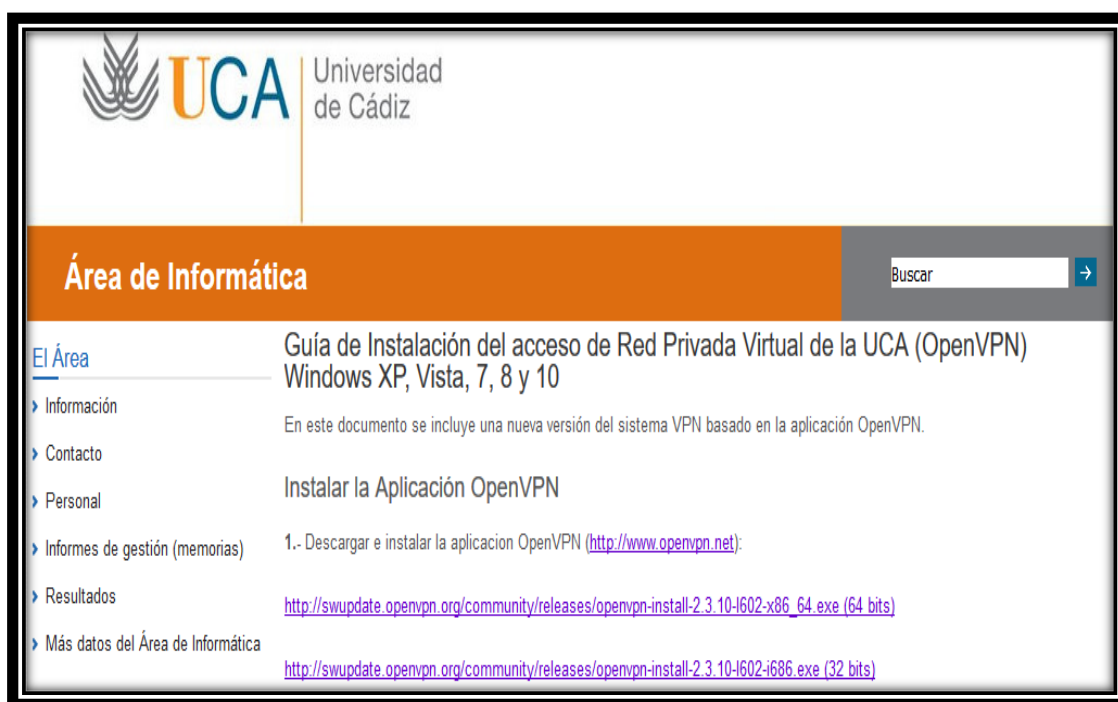 UCA
Universidad
de Cádiz
Área de Informática
Buscar
El Área
Información
Contacto
Personal
Informes de gestión (memorias)
Resultados
Más datos del Área de Informática
Guía de Instalación del acceso de Red Privada Virtual de la UCA (OpenVPN)
Windows XP, Vista, 7, 8 y 10
En este documento se incluye una nueva versión del sistema VPN basado en la aplicación OpenVPN.
Instalar la Aplicación OpenVPN
1.- Descargar e instalar la aplicacion OpenVPN (http://www.openvpn.net):
http://swupdate.openvpn.org/community/releases/openvpn-install-2.3.10-I602-x86_64.exe (64 bits)
http://swupdate.openvpn.org/community/releases/openvpn-install-2.3.10-I602-i686.exe (32 bits)